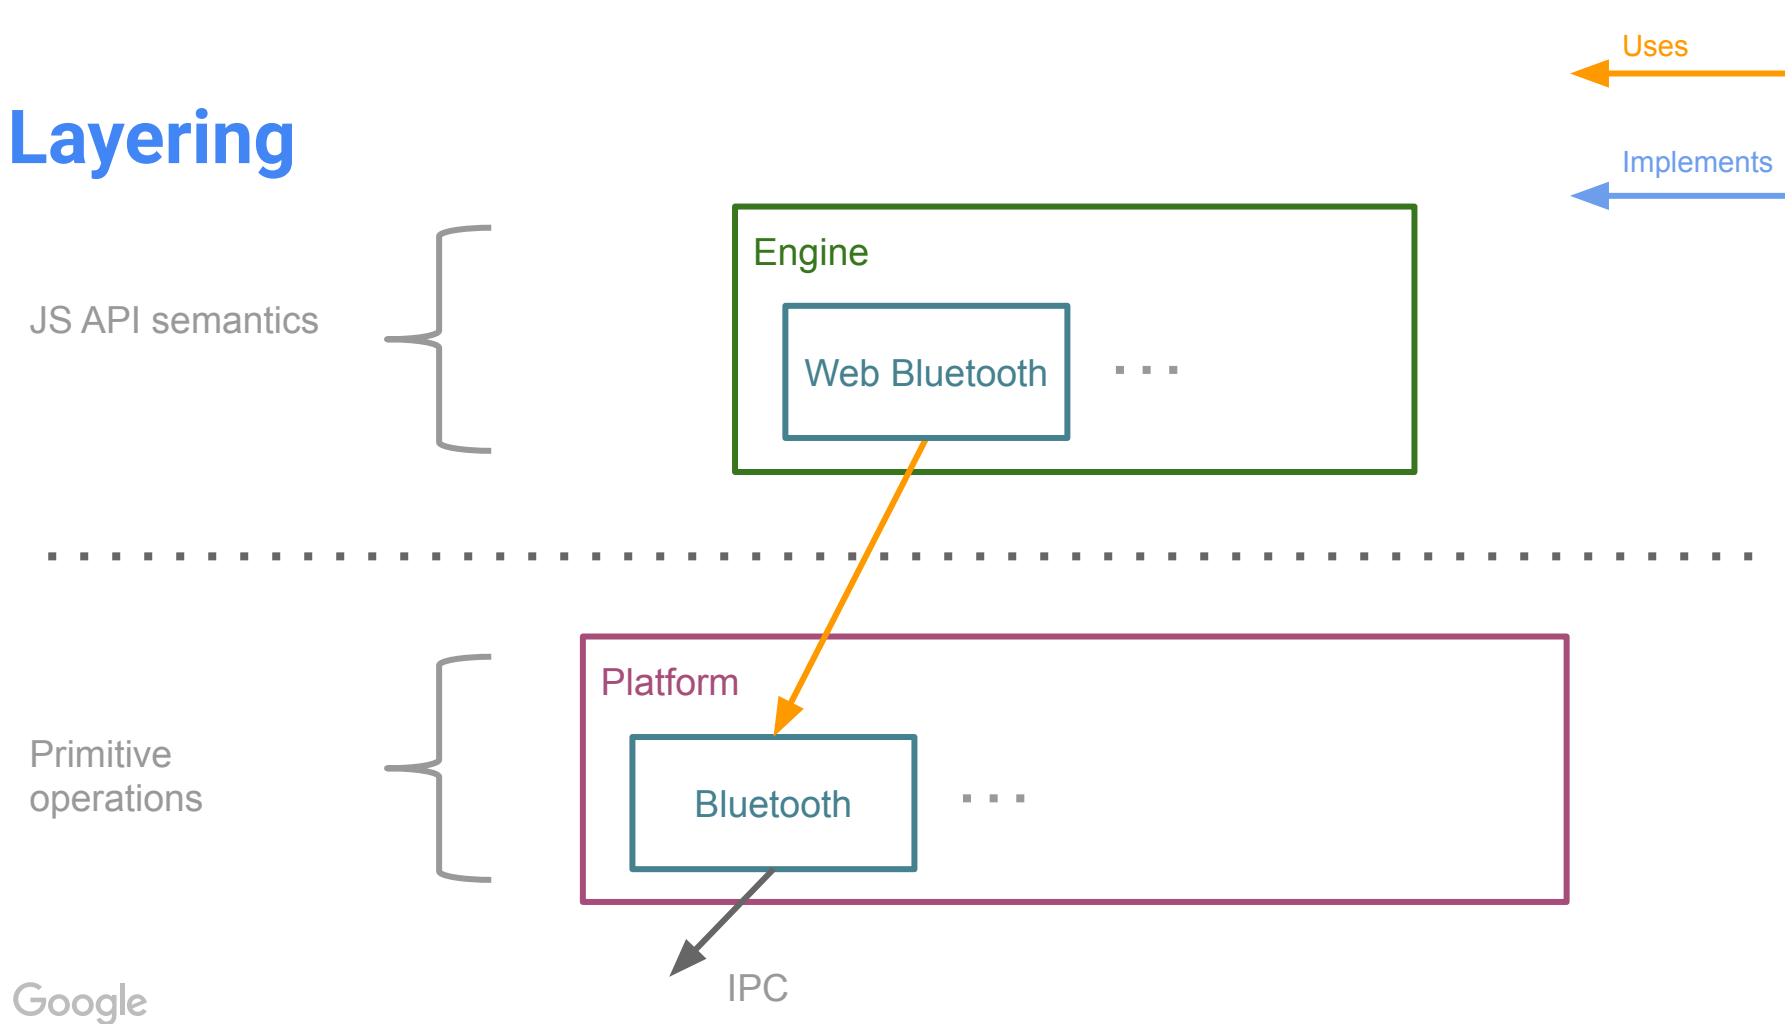 Uses
Layering
Implements
Engine
JS API semantics
Web Bluetooth
...
Platform
Primitive
operations
Bluetooth
...
IPC
Google